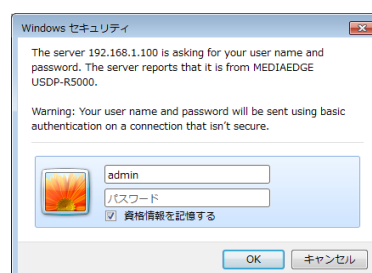 Windows セキュリティ
The server 192.168.1.100 is asking for your user name and
password. The server reports that it is from MEDIAEDGE
USDP-R5000.
Warning: Your user name and password will be sent using basic
authentication on a connection that isn't secure.
admin
パスワード
資格情報を記憶する
OK
キャンセル